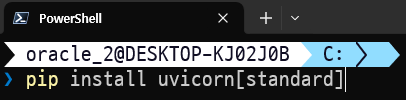 PowerShell
oracle_2@DESKTOP-KJ02J0B C:
❯ pip install uvicorn[standard]